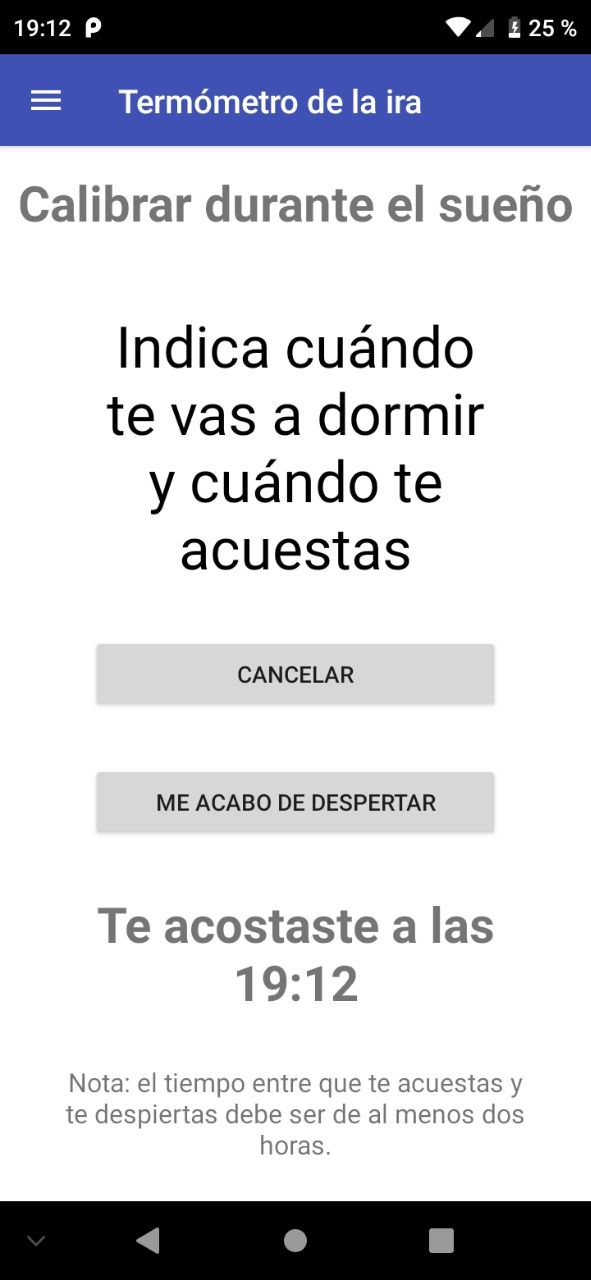 19:12 25 %
Termómetro de la ira
Calibrar durante el sueño
Indica cuándo
te vas a dormir
y cuándo te
acuestas
CANCELAR
ME ACABO DE DESPERTAR
Te acostaste a las
19:12
Nota: el tiempo entre que te acuestas y
te despiertas debe ser de al menos dos
horas.